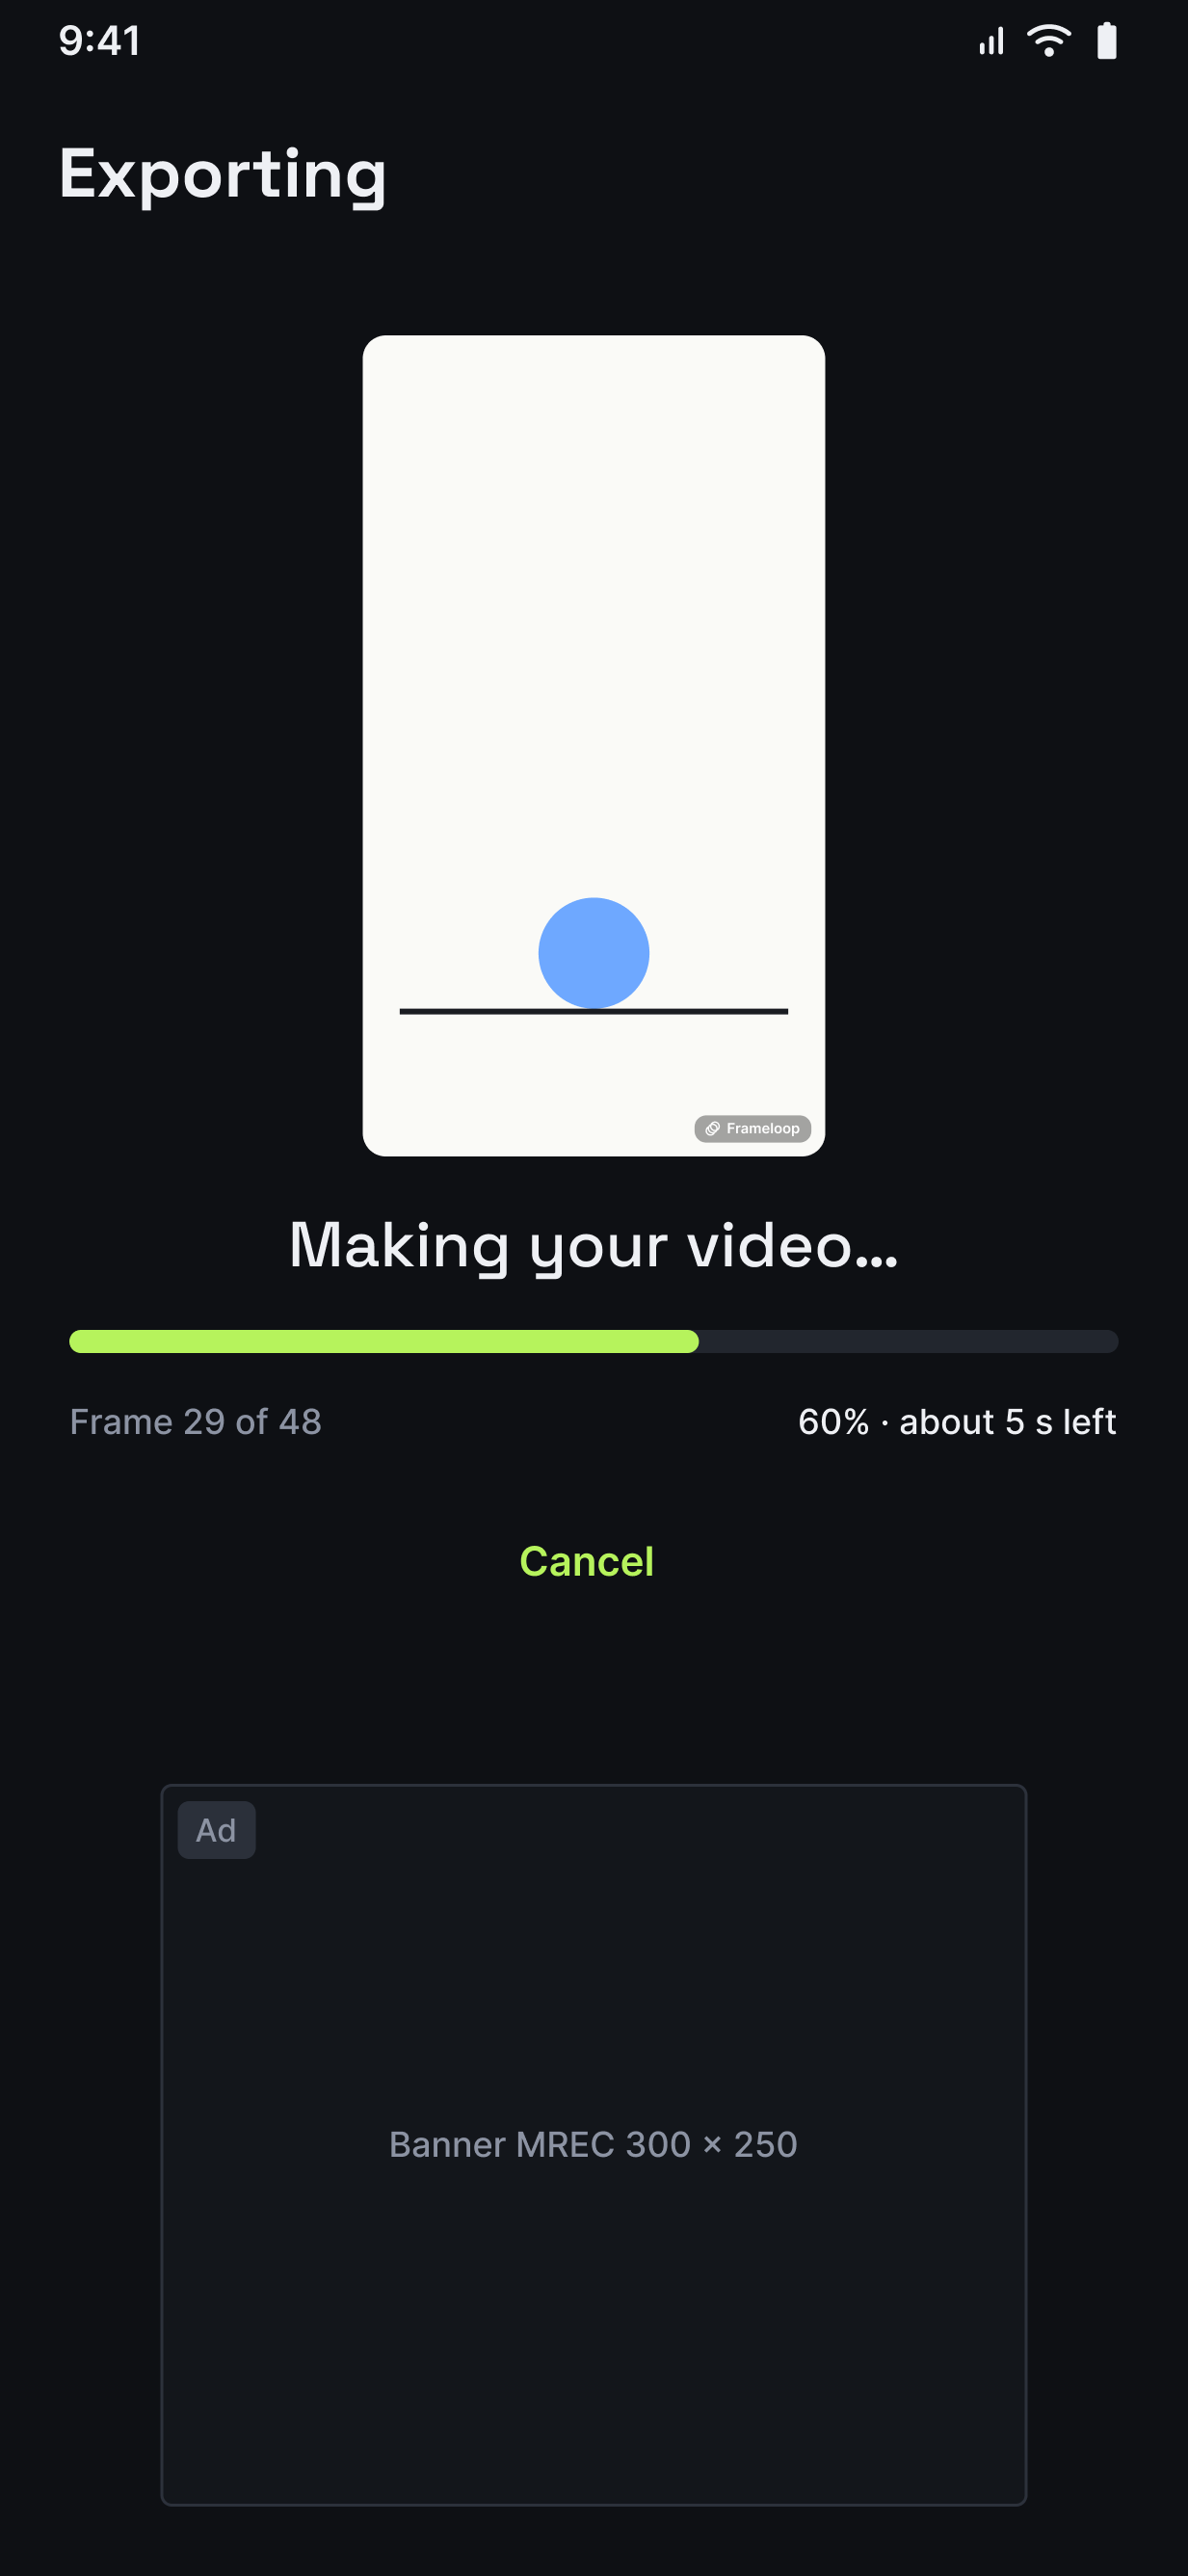 9:41
Exporting
Frameloop
Making your video...
Frame 29 of 48
60% · about 5 s left
Cancel
Ad
Banner MREC 300 × 250